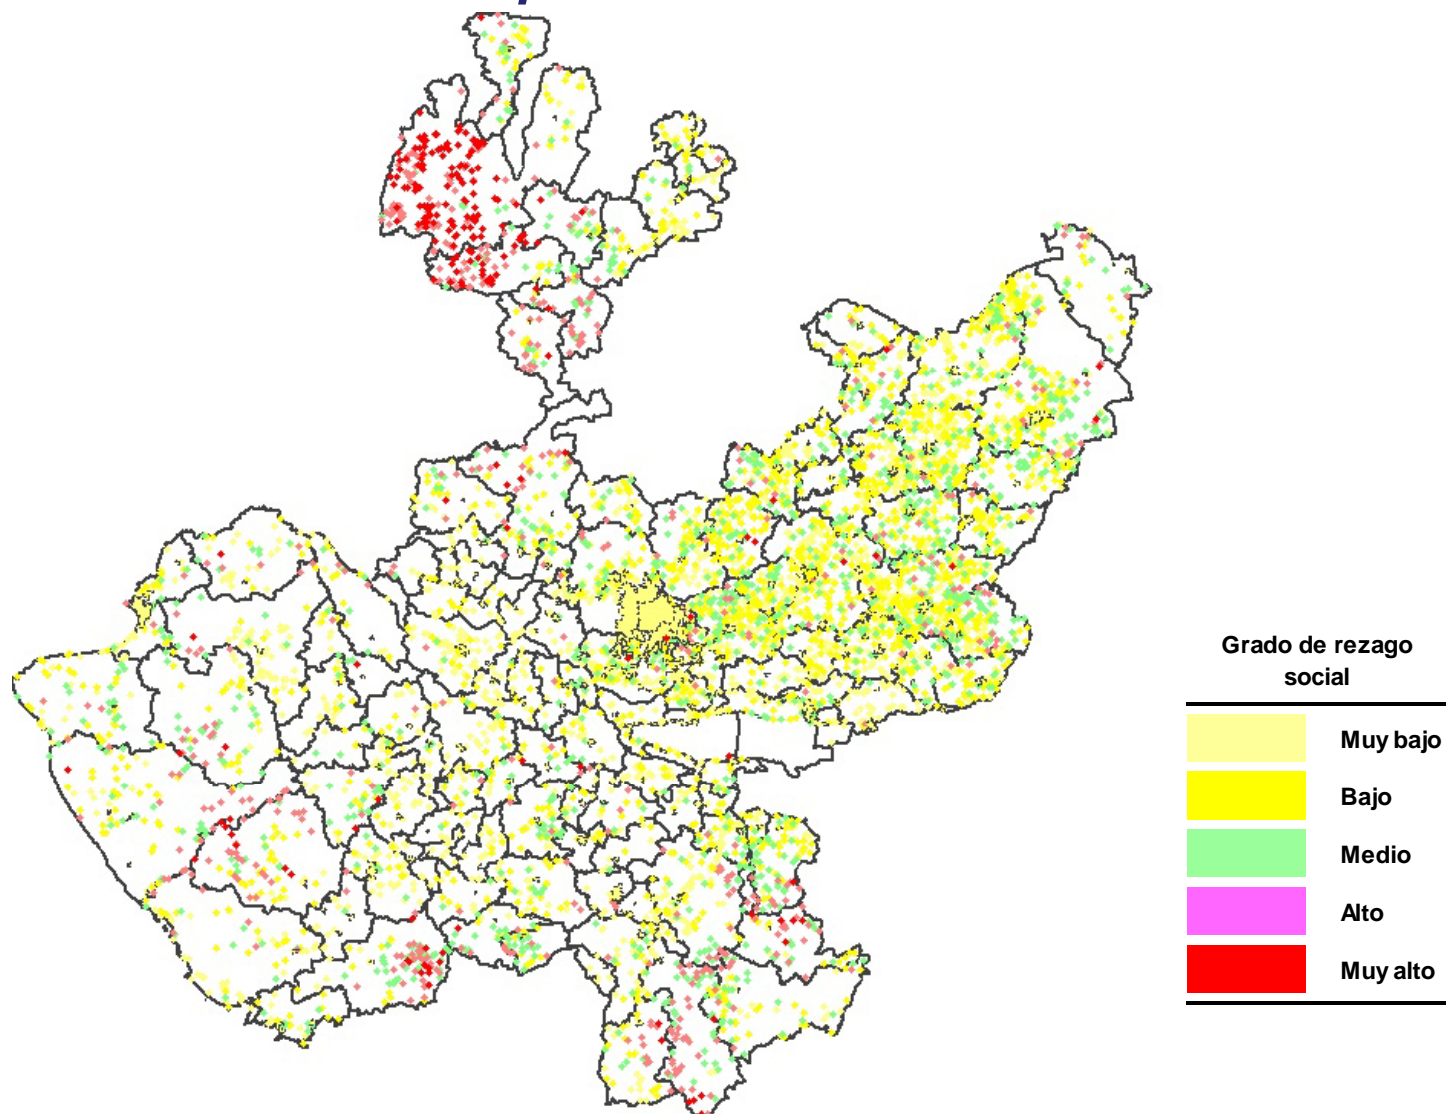 Grado de rezago
social
Muy bajo
Bajo
Medio
Alto
Muy alto